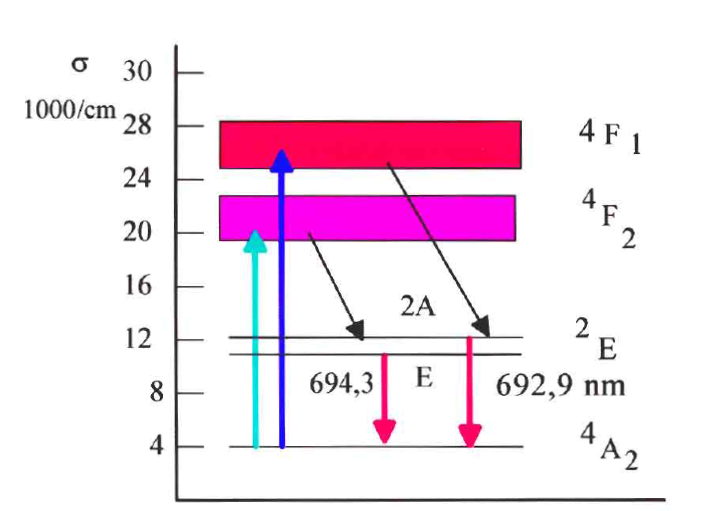 σ
1000/cm
30
28
24
20
16
12
8
4
4 F 1
4 F 2
2A
2 E
694,3
E
692,9 nm
4 A 2